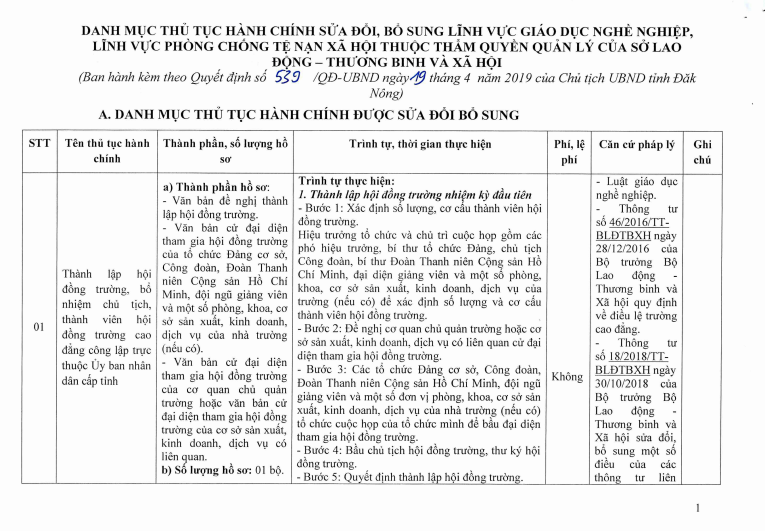 DANH MỤC THỦ TỤC HÀNH CHÍNH SỬA ĐỔI, BỔ SUNG LĨNH VỰC GIÁO DỤC NGHỀ NGHIỆP,
LĨNH VỰC PHÒNG CHỐNG TỆ NẠN XÃ HỘI THUỘC THẨM QUYỀN QUẢN LÝ CỦA SỞ LAO
ĐỘNG – THƯƠNG BINH VÀ XÃ HỘI
(Ban hành kèm theo Quyết định số 539 /QĐ-UBND ngày 19 tháng 4 năm 2019 của Chủ tịch UBND tỉnh Đăk
Nông)
A. DANH MỤC THỦ TỤC HÀNH CHÍNH ĐƯỢC SỬA ĐỔI BỔ SUNG
STT
Tên thủ tục hành
chính
Thành phần, số lượng hồ
sơ
Trình tự, thời gian thực hiện
Phí, lệ
phí
Căn cứ pháp lý
Ghi
chú
01
Thành lập hội
đồng trường, bổ
nhiệm chủ tịch,
thành viên hội
đồng trường cao
đẳng công lập trực
thuộc Ủy ban nhân
dân cấp tỉnh
a) Thành phần hồ sơ:
- Văn bản đề nghị thành
lập hội đồng trường.
- Văn bản cử đại diện
tham gia hội đồng trường
của tổ chức Đảng cơ sở,
Công đoàn, Đoàn Thanh
niên Cộng sản Hồ Chí
Minh, đội ngũ giảng viên
và một số phòng, khoa, cơ
sở sản xuất, kinh doanh,
dịch vụ của nhà trường
(nếu có).
- Văn bản cử đại diện
tham gia hội đồng trường
của cơ quan chủ quản
trường hoặc văn bản cử
đại diện tham gia hội đồng
trường của cơ sở sản xuất,
kinh doanh, dịch vụ có
liên quan.
b) Số lượng hồ sơ: 01 bộ.
Trình tự thực hiện:
1. Thành lập hội đồng trường nhiệm kỳ đầu tiên
- Bước 1: Xác định số lượng, cơ cấu thành viên hội
đồng trường.
Hiệu trưởng tổ chức và chủ trì cuộc họp gồm các
phó hiệu trưởng, bí thư tổ chức Đảng, chủ tịch
Công đoàn, bí thư Đoàn Thanh niên Cộng sản Hồ
Chí Minh, đại diện giảng viên và một số phòng,
khoa, cơ sở sản xuất, kinh doanh, dịch vụ của
trường (nếu có) để xác định số lượng và cơ cấu
thành viên hội đồng trường.
- Bước 2: Đề nghị cơ quan chủ quản trường hoặc cơ
sở sản xuất, kinh doanh, dịch vụ có liên quan cử đại
diện tham gia hội đồng trường.
- Bước 3: Các tổ chức Đảng cơ sở, Công đoàn,
Đoàn Thanh niên Cộng sản Hồ Chí Minh, đội ngũ
giảng viên và một số đơn vị phòng, khoa, cơ sở sản
xuất, kinh doanh, dịch vụ của nhà trường (nếu có)
tổ chức cuộc họp của tổ chức mình để bầu đại diện
tham gia hội đồng trường.
- Bước 4: Bầu chủ tịch hội đồng trường, thư ký hội
đồng trường.
- Bước 5: Quyết định thành lập hội đồng trường.
Không
- Luật giáo dục
nghề nghiệp.
- Thông tư
số 46/2016/TT-
BLĐTBXH ngày
28/12/2016 của
Bộ trưởng Bộ
Lao động -
Thương binh và
Xã hội quy định
về điều lệ trường
cao đẳng.
- Thông tư
số 18/2018/TT-
BLĐTBXH ngày
30/10/2018 của
Bộ trưởng Bộ
Lao động -
Thương binh và
Xã hội sửa đổi,
bổ sung một số
điều của các
thông tư liên
1